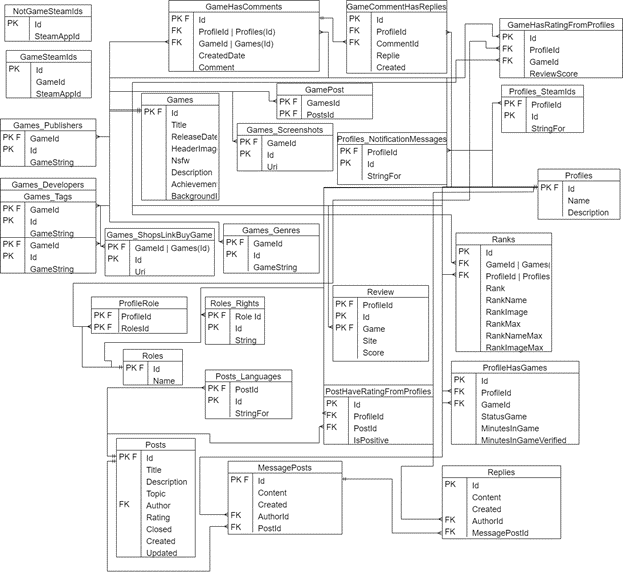 NotGameSteamIds
PK Id
SteamAppId
GameSteamIds
PK Id
GameId
SteamAppId
GameHasComments
PK F Id
FK ProfileId | Profiles(Id)
FK GameId | Games(Id)
CreatedDate
Comment
GameCommentHasReplies
PK F Id
FK ProfileId
FK CommentId
Replie
Created
GameHasRatingFromProfiles
PK Id
FK ProfileId
FK GameId
ReviewScore
Games
PK F Id
Title
ReleaseDate
HeaderImage
Nsfw
Description
Achievement
Background
GamePost
PK F GamesId
PK F PostsId
Profiles_SteamIds
PK F ProfileId
PK Id
StringFor
Games_Publishers
PK F GameId
PK Id
GameString
Games_Screenshots
PK F GameId
PK Id
Uri
Profiles_NotificationMessages
PK F ProfileId
PK Id
StringFor
Profiles
PK F Id
Name
Description
Games_Developers
Games_Tags
PK F GameId
PK Id
GameString
PK F GameId
PK Id
GameString
Games_ShopsLinkBuyGame
PK F GameId | Games(Id)
PK Id
Uri
Games_Genres
PK F GameId
PK Id
GameString
Ranks
PK Id
FK GameId | Games(
FK ProfileId | Profiles
Rank
RankName
RankImage
RankMax
RankNameMax
RankImageMax
ProfileRole
PK F ProfileId
PK F RolesId
Roles_Rights
PK F Role Id
PK Id
String
Review
PK F ProfileId
PK Id
PK F Game
Site
Score
Roles
PK F Id
Name
Posts_Languages
PK F PostId
PK Id
StringFor
PostHaveRatingFromProfiles
PK Id
FK ProfileId
FK PostId
IsPositive
ProfileHasGames
PK Id
FK ProfileId
FK GameId
StatusGame
MinutesInGame
MinutesInGameVerified
Posts
PK F Id
Title
Description
Topic
FK Author
Rating
Closed
Created
Updated
MessagePosts
PK F Id
Content
Created
FK AuthorId
FK PostId
Replies
PK Id
Content
Created
FK AuthorId
FK MessagePostId